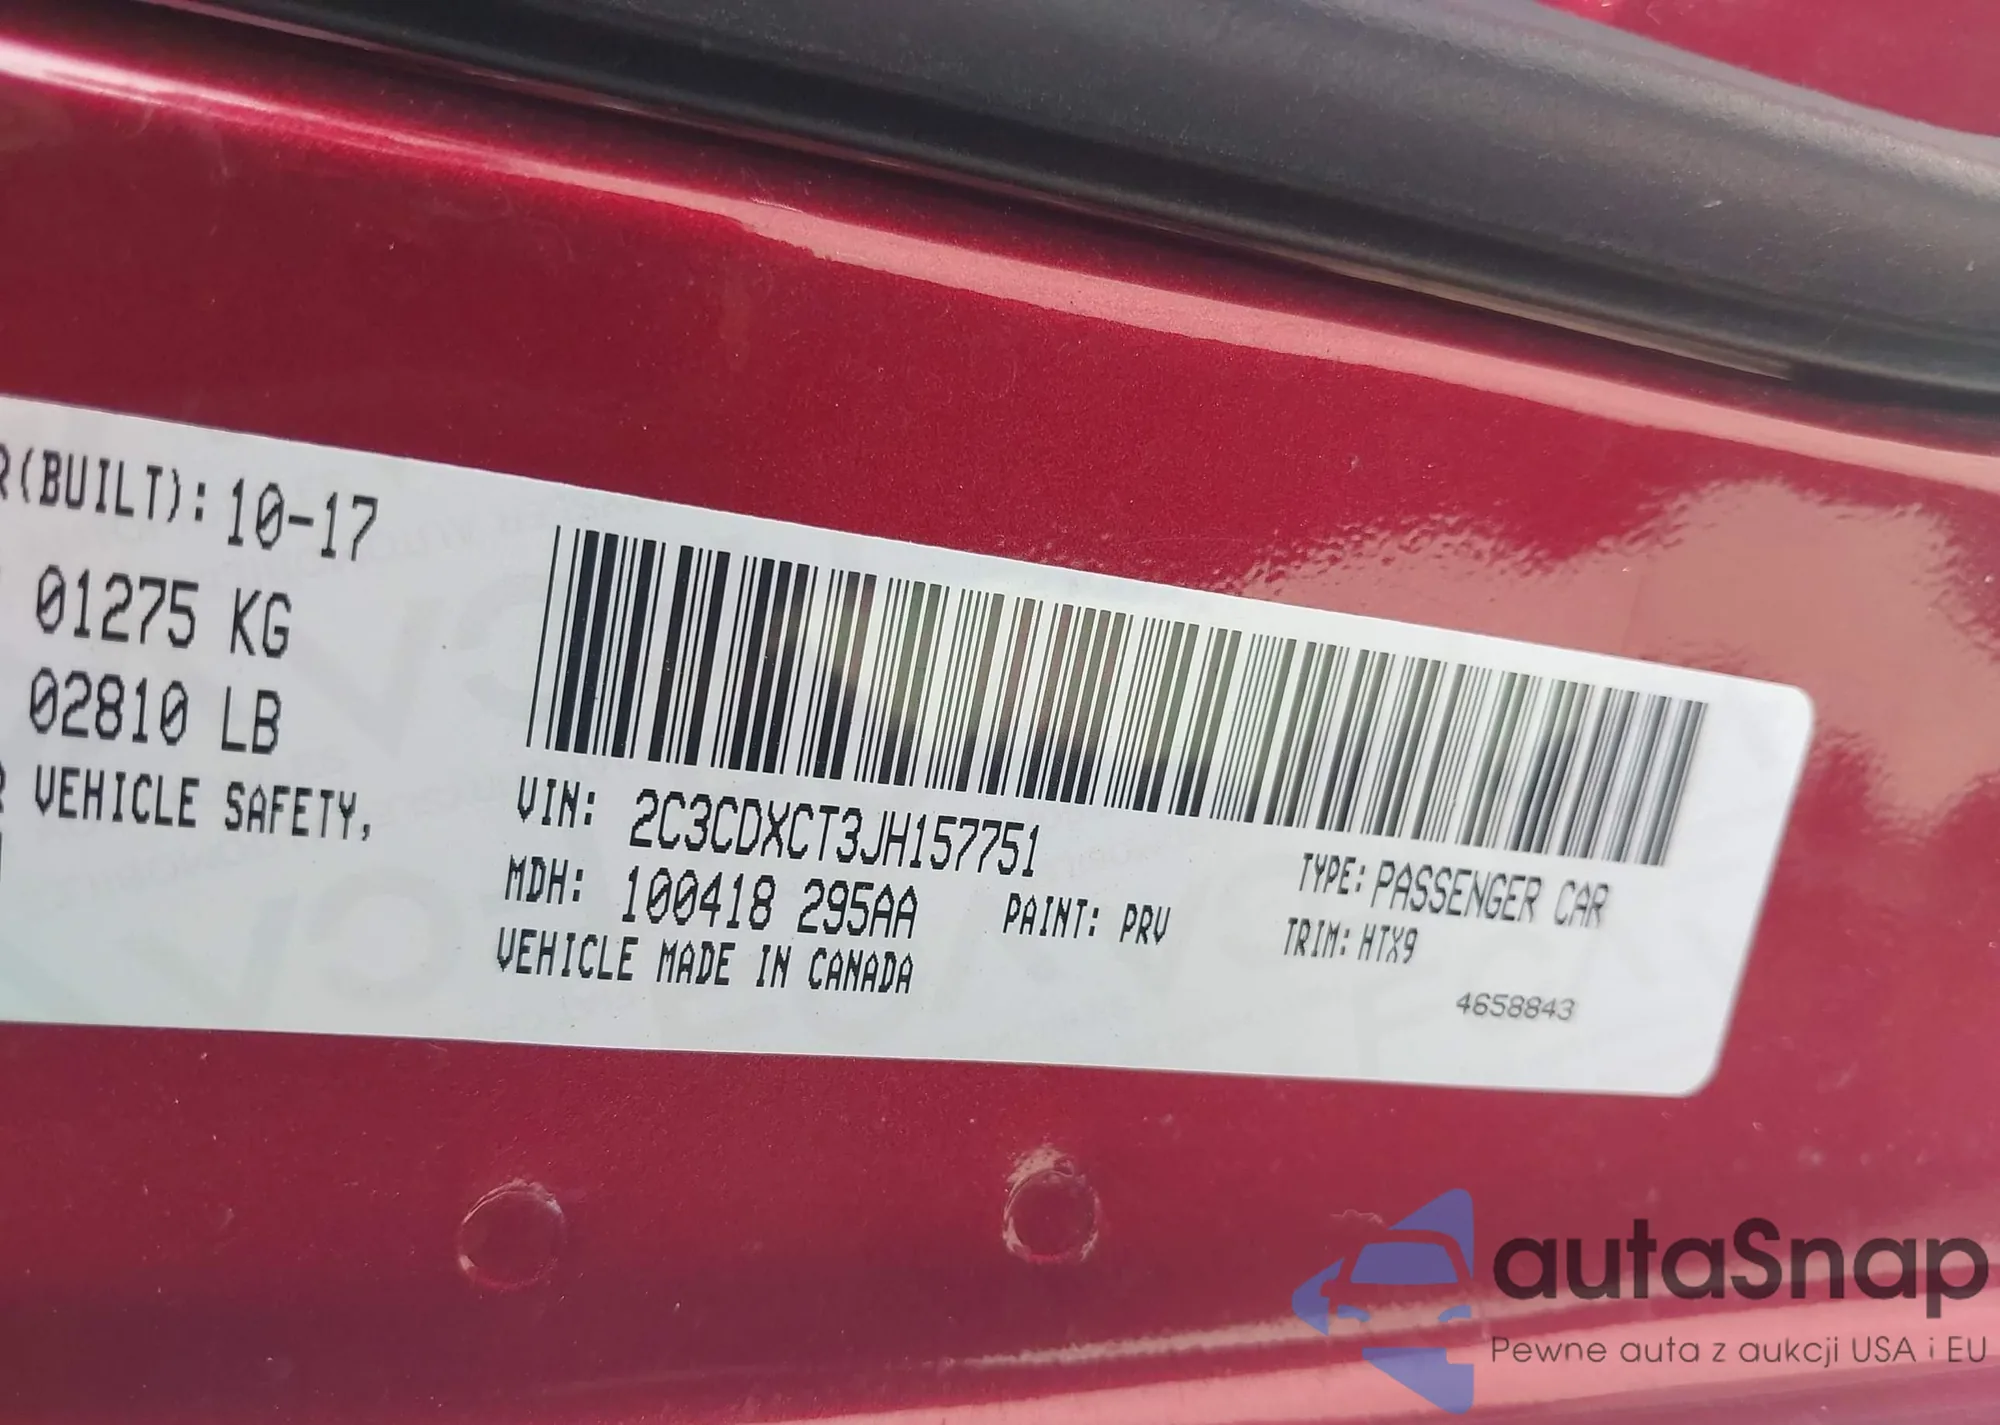 R(BUILT): 10-17
01275 KG
02810 LB
R VEHICLE SAFETY,
VIN: 2C3CDXCT3JH157751
MDH: 100418 295AA
PAINT: PRV
VEHICLE MADE IN CANADA
TYPE: PASSENGER CAR
TRIM: HTX9
4658843
autaSnap
Pewne auta z aukcji USA i EU